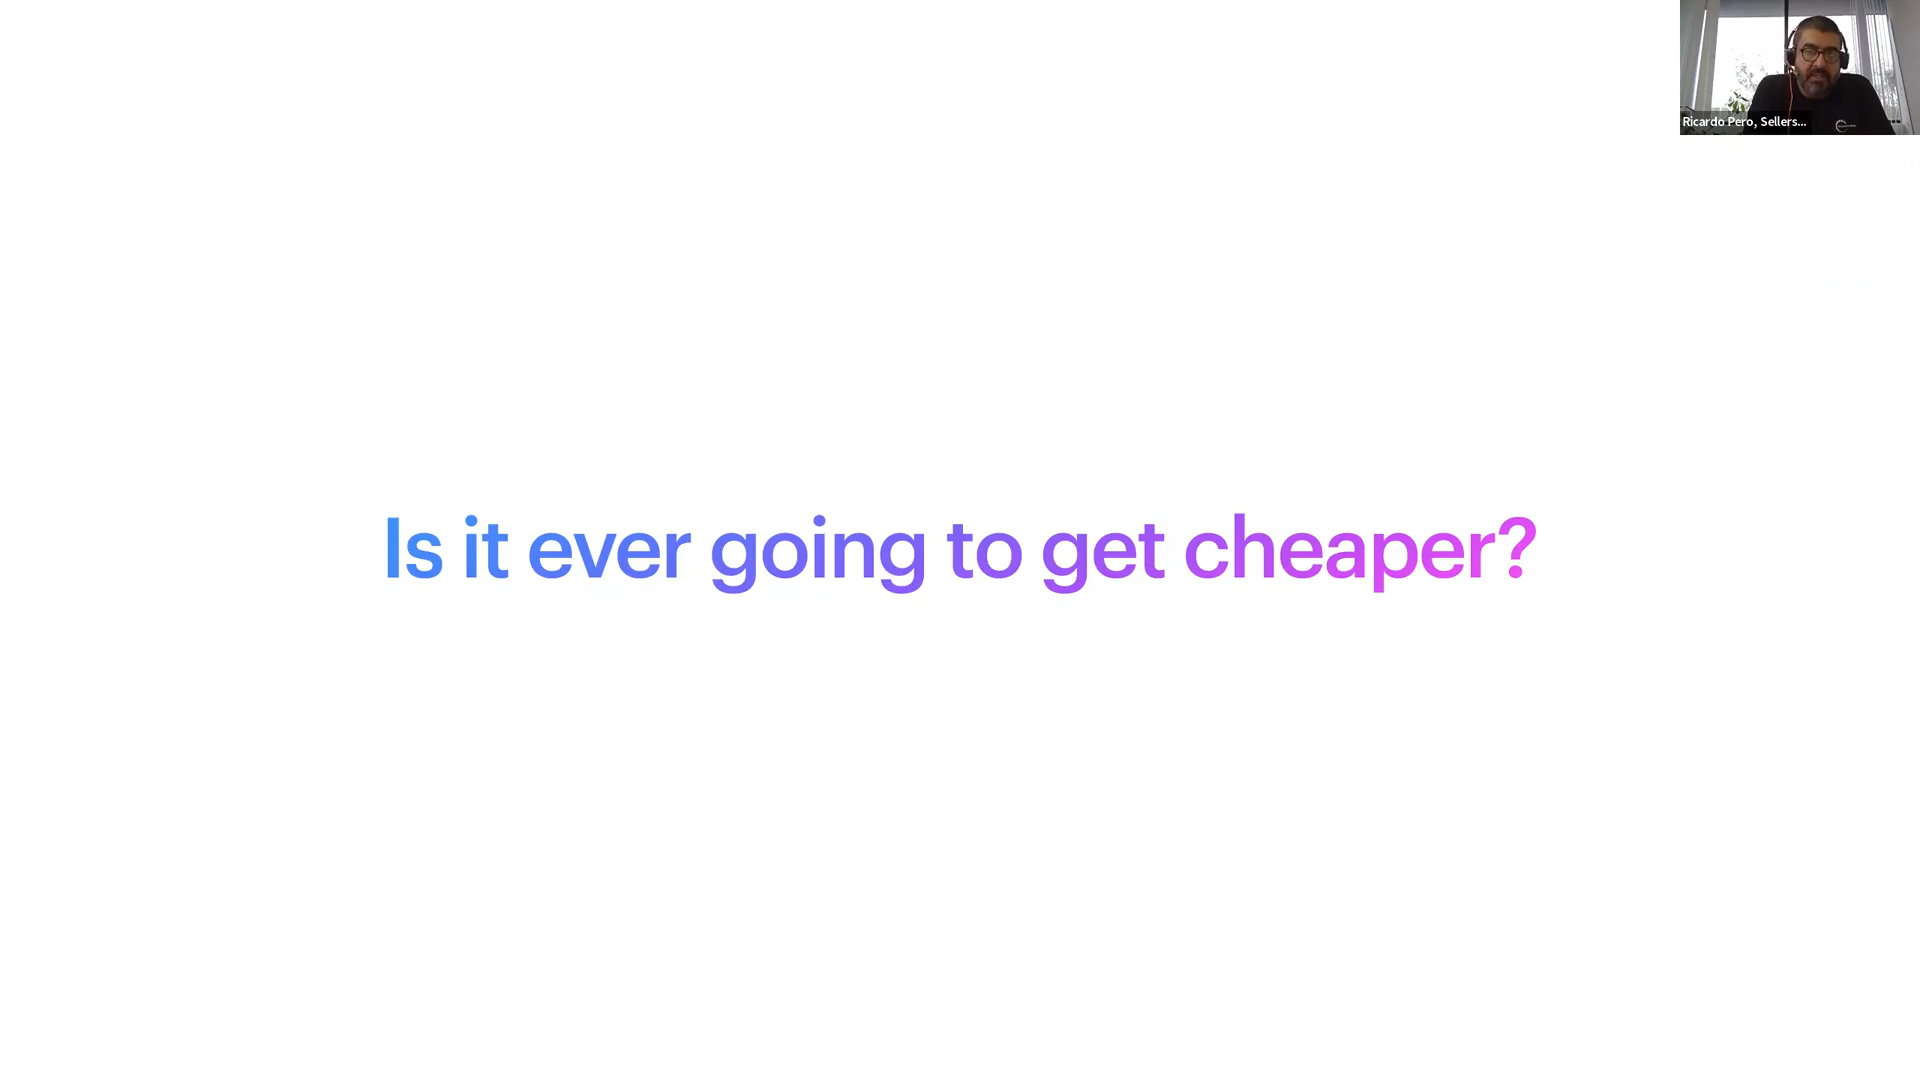 Ricardo Pero, Sellers...
Is it ever going to get cheaper?